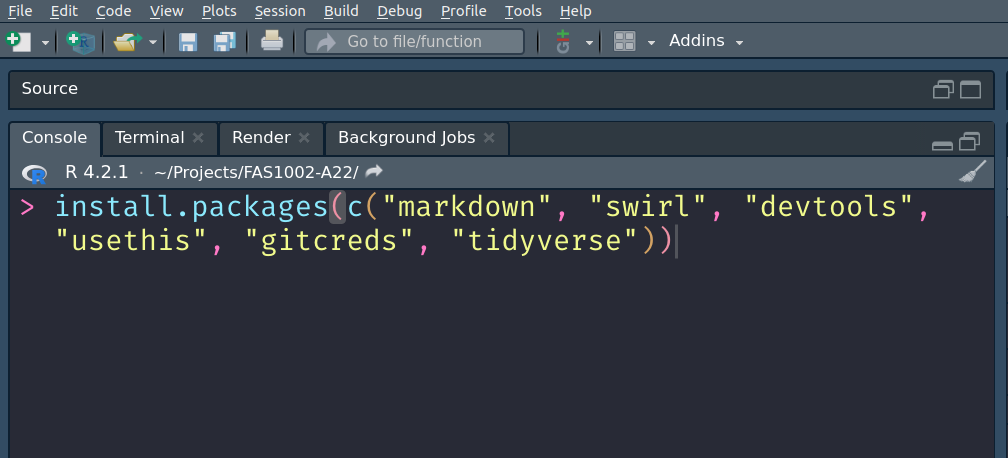 File Edit Code View Plots Session Build Debug Profile Tools Help
Go to file/function Addins
Source
Console Terminal Render Background Jobs
R 4.2.1 · ~/Projects/FAS1002-A22/
> install.packages(c("markdown", "swirl", "devtools",
"usethis", "gitcreds", "tidyverse"))